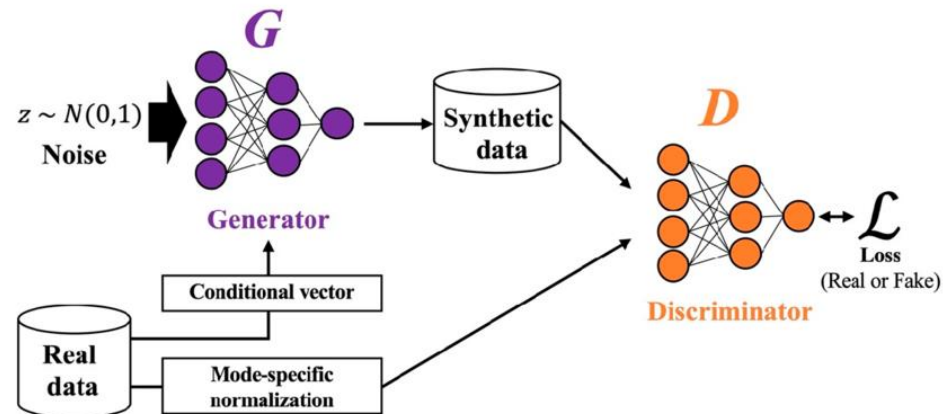 G
z ~ N(0,1)
Noise
Generator
Synthetic
data
D
Discriminator
ℒ
Loss
(Real or Fake)
Conditional vector
Real
data
Mode-specific
normalization